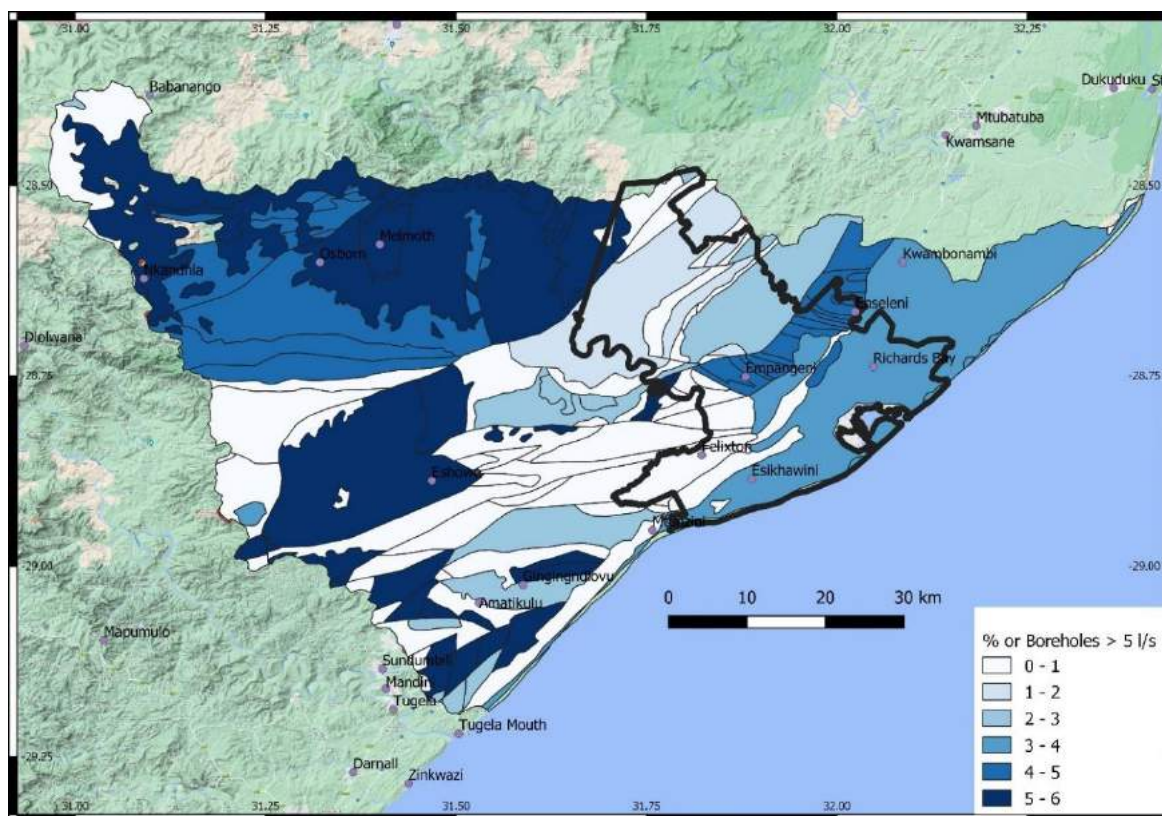 31.00 31.25 31.50 31.75 32.00 32.25
Babanango
Dukuduku
Mtubatuba
Kwamsane
-28.50 -28.50
Melmoth
Osborn
Nkandhla
Kwambonambi
Enseleni
Dlolwana
Richards Bay
-28.75 -28.75
Empangeni
Felixton
Eshowe
Esikhawini
Mtunzini
-29.00 -29.00
Gingingndlovu
Amatikulu
0 10 20 30 km
Mapumulo
% or Boreholes > 5 l/s
Sundumbili
0 - 1
Mandini
1 - 2
Tugela
2 - 3
Tugela Mouth
3 - 4
-29.25
4 - 5
Darnall
Zinkwazi
5 - 6
31.00 31.25 31.50 31.75 32.00